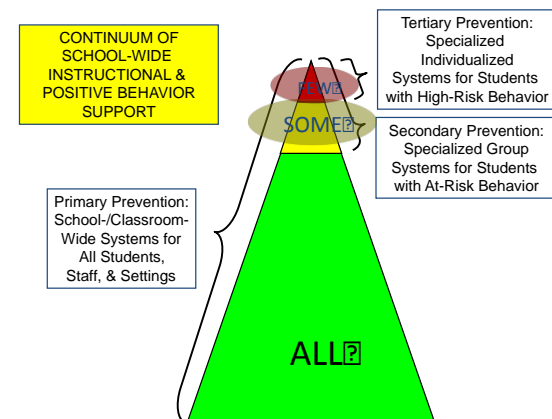 CONTINUUM OF
SCHOOL-WIDE
INSTRUCTIONAL &
POSITIVE BEHAVIOR
SUPPORT
Tertiary Prevention:
Specialized
Individualized
Systems for Students
with High-Risk Behavior
FEW
SOME
Secondary Prevention:
Specialized Group
Systems for Students
with At-Risk Behavior
Primary Prevention:
School-/Classroom-
Wide Systems for
All Students,
Staff, & Settings
ALL